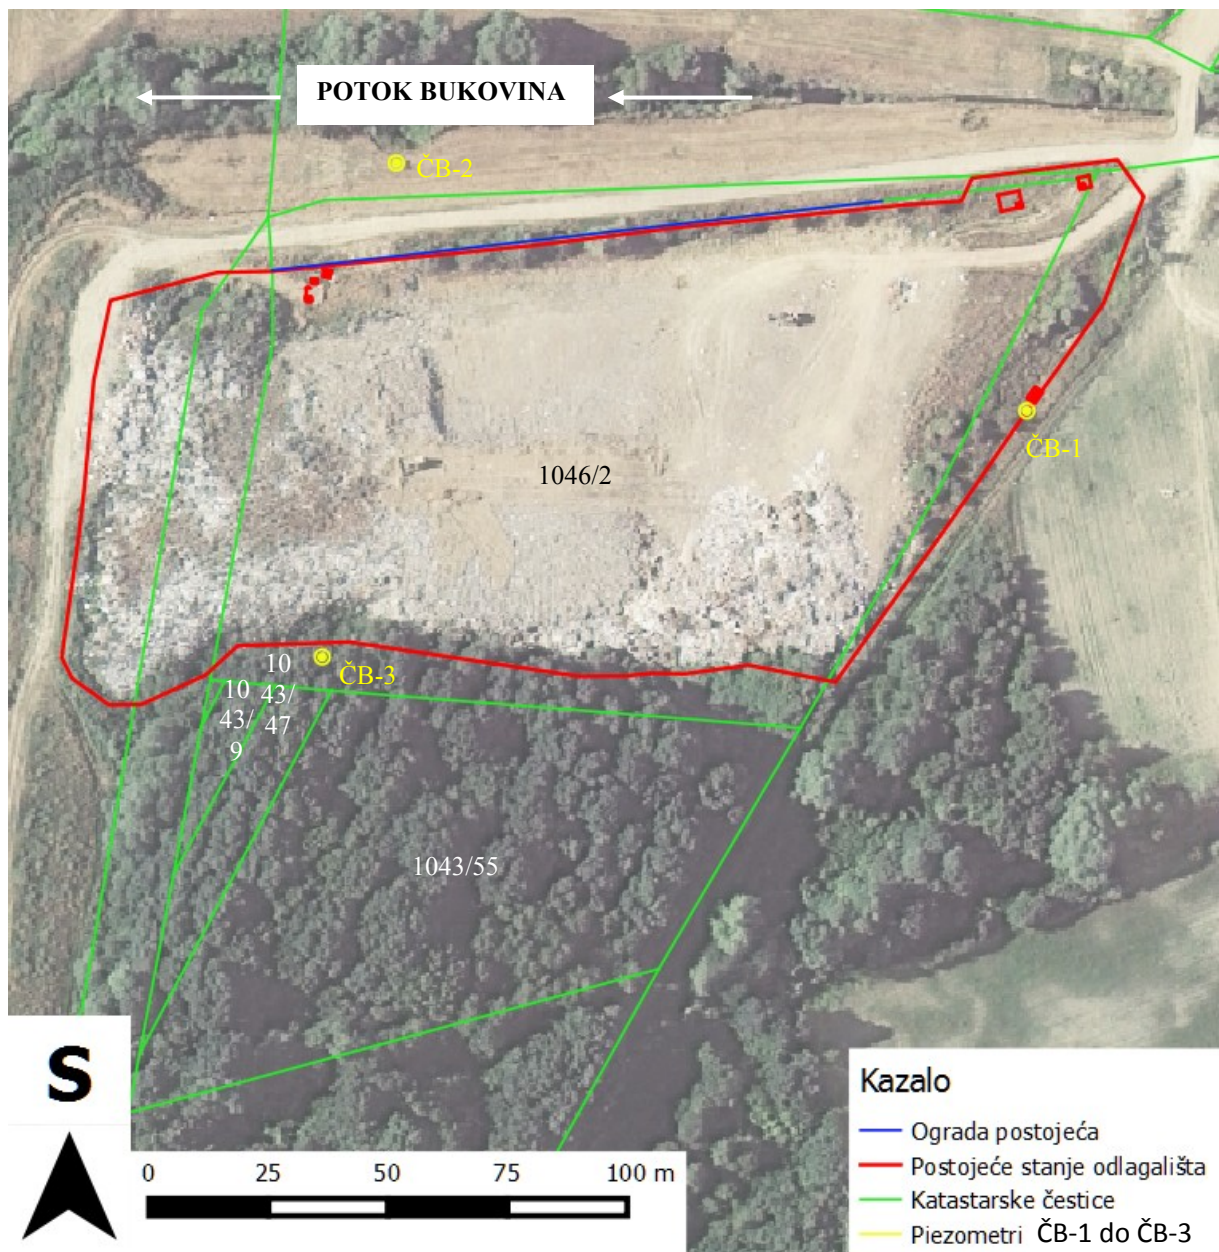 POTOK BUKOVINA
ČB-2
ČB-1
1046/2
ČB-3
10
43/
47
10
43/
9
1043/55
S
0 25 50 75 100 m
Kazalo
Ograda postojeća
Postojeće stanje odlagališta
Katastarske čestice
Piezometri ČB-1 do ČB-3